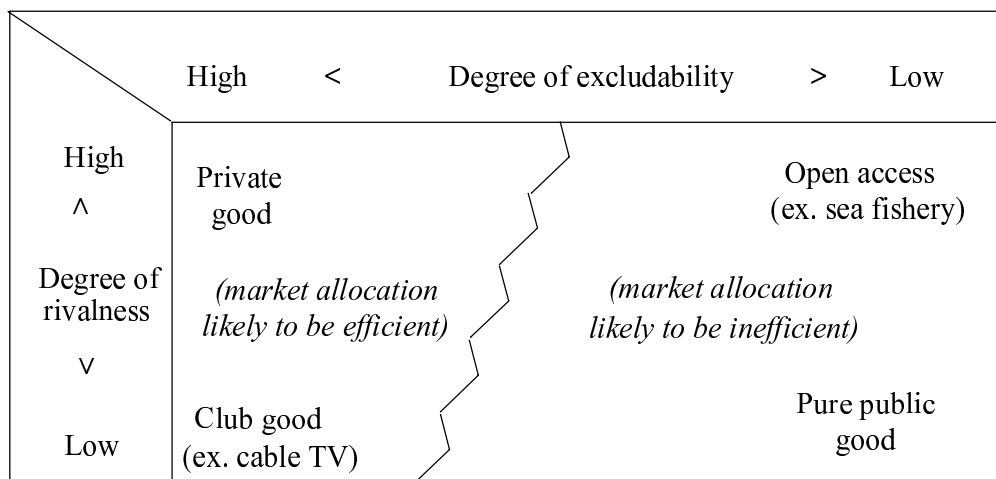 High < Degree of excludability > Low
High
^
Degree of
rivalness
v
Low
Private
good
Open access
(ex. sea fishery)
(market allocation
likely to be efficient)
(market allocation
likely to be inefficient)
Club good
(ex. cable TV)
Pure public
good